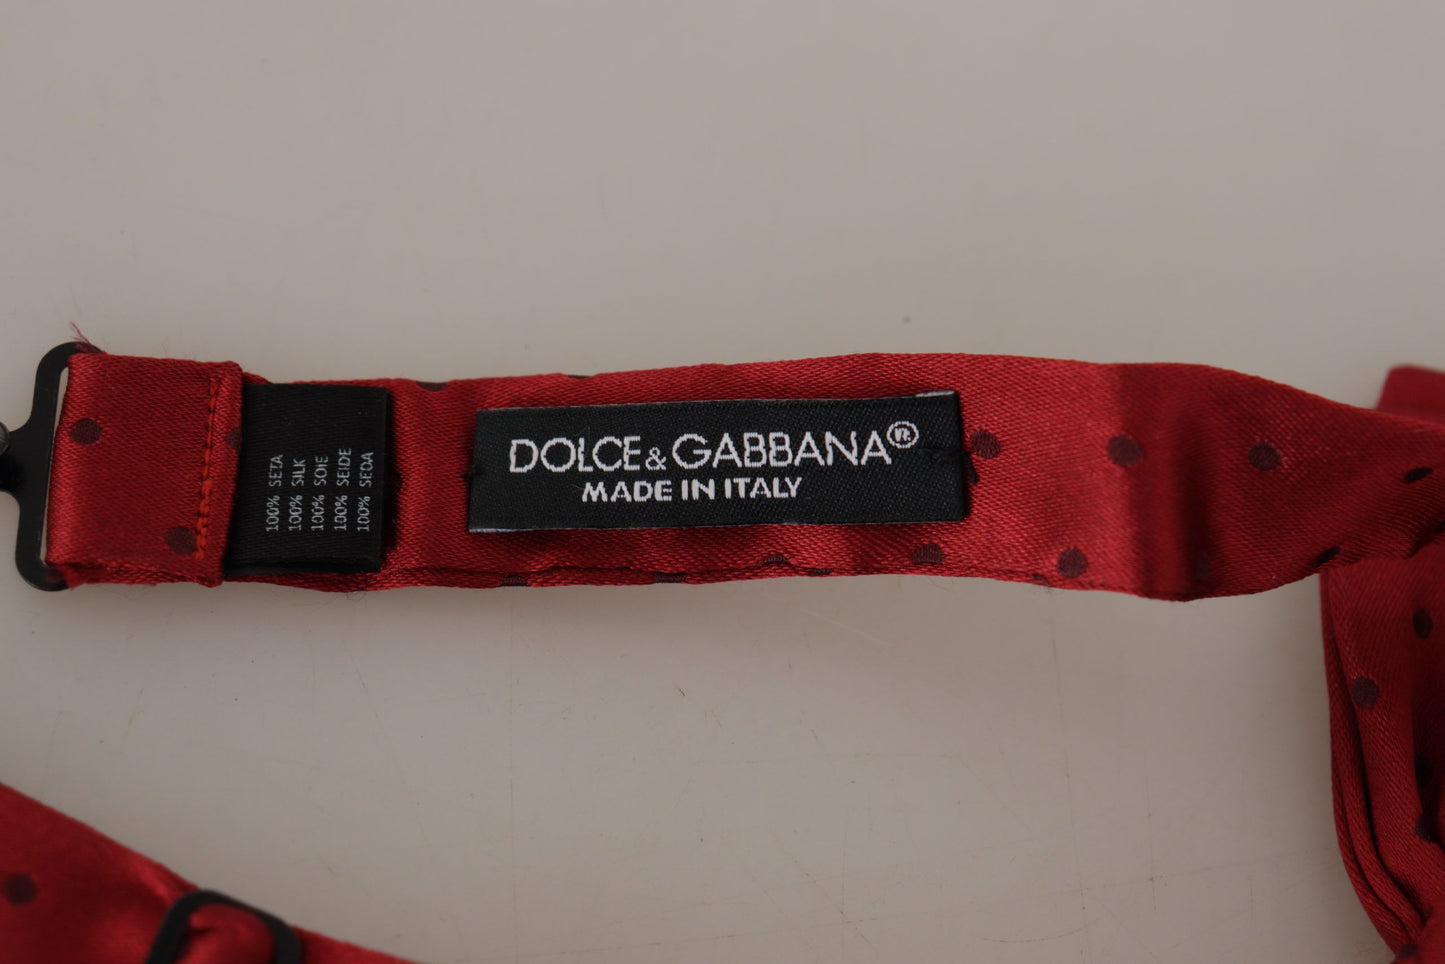 100% SETA
100% SILK
100% SOIE
100% SEIDE
100% SEDA
DOLCE & GABBANA®
MADE IN ITALY